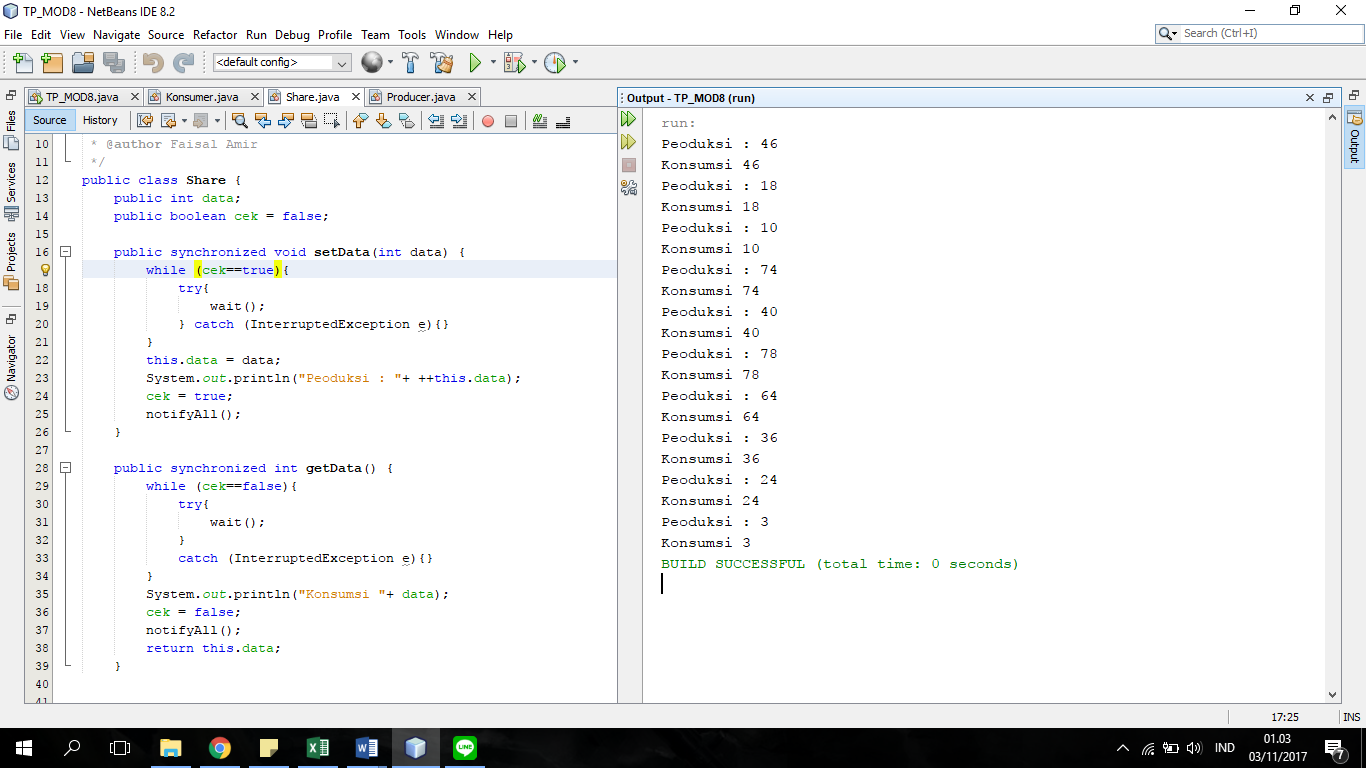 TP_MOD8 - NetBeans IDE 8.2
File Edit View Navigate Source Refactor Run Debug Profile Team Tools Window Help
Search (Ctrl+I)
<default config>
Files
Services
Projects
Navigator
TP_MOD8.java Konsumer.java Share.java Producer.java
Source History
10 * @author Faisal Amir
11 */
12 public class Share {
13 public int data;
14 public boolean cek = false;
15
16 public synchronized void setData(int data) {
while (cek==true){
18 try{
19 wait();
20 } catch (InterruptedException e){}
21 }
22 this.data = data;
23 System.out.println("Peoduksi : "+ ++this.data);
24 cek = true;
25 notifyAll();
26 }
27
28 public synchronized int getData() {
29 while (cek==false){
30 try{
31 wait();
32 }
33 catch (InterruptedException e){}
34 }
35 System.out.println("Konsumsi "+ data);
36 cek = false;
37 notifyAll();
38 return this.data;
39 }
40
41
Output - TP_MOD8 (run)
run:
Peoduksi : 46
Konsumsi 46
Peoduksi : 18
Konsumsi 18
Peoduksi : 10
Konsumsi 10
Peoduksi : 74
Konsumsi 74
Peoduksi : 40
Konsumsi 40
Peoduksi : 78
Konsumsi 78
Peoduksi : 64
Konsumsi 64
Peoduksi : 36
Konsumsi 36
Peoduksi : 24
Konsumsi 24
Peoduksi : 3
Konsumsi 3
BUILD SUCCESSFUL (total time: 0 seconds)
Output
17:25 INS
LINE
IND
01.03
03/11/2017
7